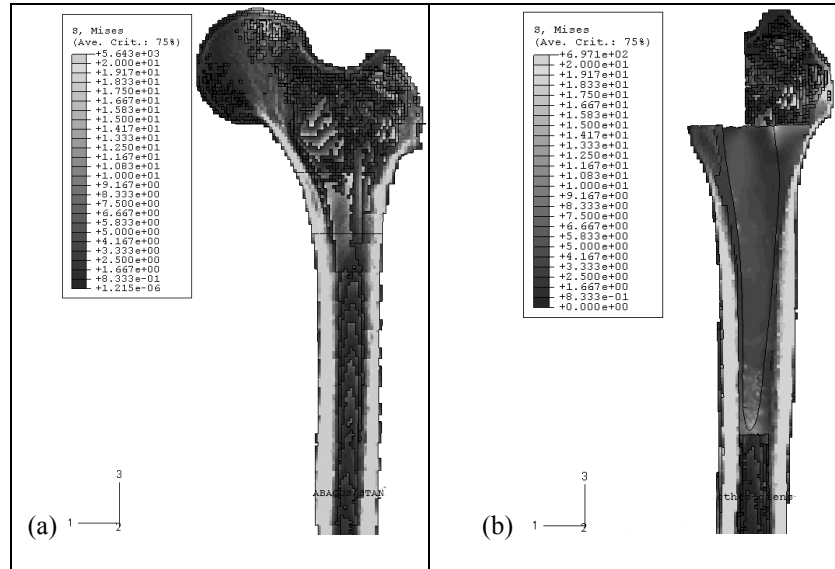 S, Mises
(Ave. Crit.: 75%)
+5.643e+03
+2.000e+01
+1.917e+01
+1.833e+01
+1.750e+01
+1.667e+01
+1.583e+01
+1.500e+01
+1.417e+01
+1.333e+01
+1.250e+01
+1.167e+01
+1.083e+01
+1.000e+01
+9.167e+00
+8.333e+00
+7.500e+00
+6.667e+00
+5.833e+00
+5.000e+00
+4.167e+00
+3.333e+00
+2.500e+00
+1.667e+00
+8.333e-01
+1.215e-06
3
1
2
(a)
S, Mises
(Ave. Crit.: 75%)
+6.971e+02
+2.000e+01
+1.917e+01
+1.833e+01
+1.750e+01
+1.667e+01
+1.583e+01
+1.500e+01
+1.417e+01
+1.333e+01
+1.250e+01
+1.167e+01
+1.083e+01
+1.000e+01
+9.167e+00
+8.333e+00
+7.500e+00
+6.667e+00
+5.833e+00
+5.000e+00
+4.167e+00
+3.333e+00
+2.500e+00
+1.667e+00
+8.333e-01
+0.000e+00
3
1
2
(b)